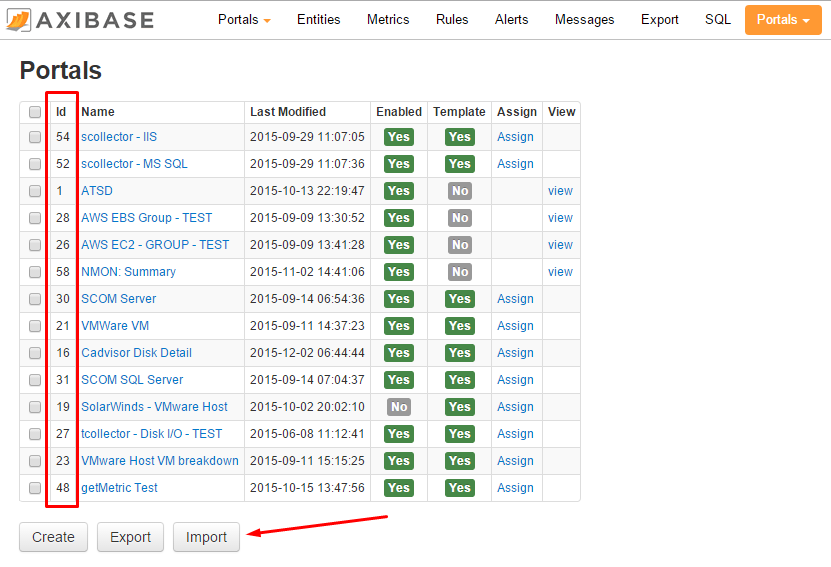 AXIBASE Portals Entities Metrics Rules Alerts Messages Export SQL Portals
Portals
Id Name Last Modified Enabled Template Assign View
54 scollector - IIS 2015-09-29 11:07:05 Yes Yes Assign
52 scollector - MS SQL 2015-09-29 11:07:36 Yes Yes Assign
1 ATSD 2015-10-13 22:19:47 Yes No view
28 AWS EBS Group - TEST 2015-09-09 13:30:52 Yes No view
26 AWS EC2 - GROUP - TEST 2015-09-09 13:41:28 Yes No view
58 NMON: Summary 2015-11-02 14:41:06 Yes No view
30 SCOM Server 2015-09-14 06:54:36 Yes Yes Assign
21 VMWare VM 2015-09-11 14:37:23 Yes Yes Assign
16 Cadvisor Disk Detail 2015-12-02 06:44:44 Yes Yes Assign
31 SCOM SQL Server 2015-09-14 07:04:37 Yes Yes Assign
19 SolarWinds - VMware Host 2015-10-02 20:02:10 No Yes Assign
27 tcollector - Disk I/O - TEST 2015-06-08 11:12:41 Yes Yes Assign
23 VMware Host VM breakdown 2015-09-11 15:15:25 Yes Yes Assign
48 getMetric Test 2015-10-15 13:47:56 Yes Yes Assign
Create Export Import